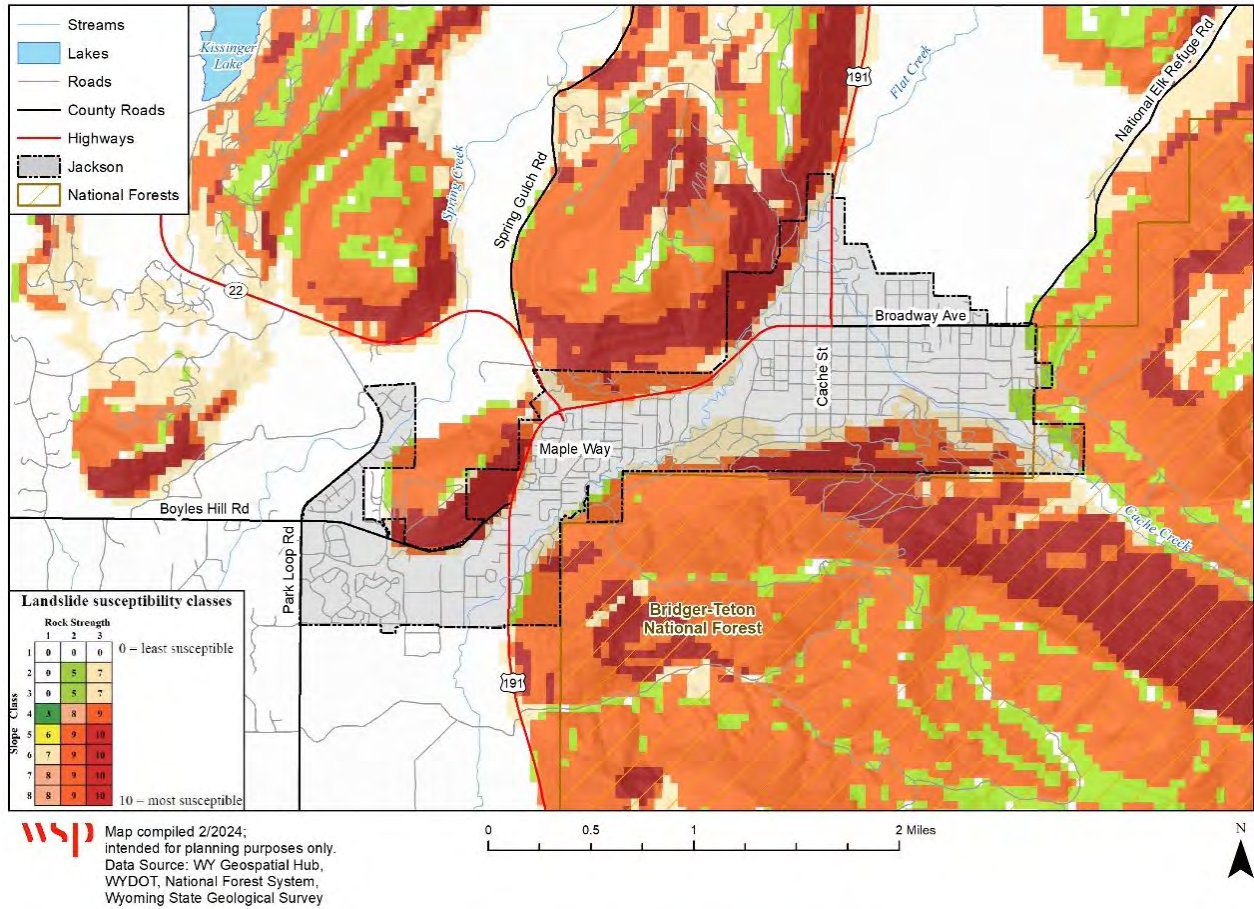 Streams
Lakes
Roads
County Roads
Highways
Jackson
National Forests
Kissinger
Lake
Spring Creek
Spring Gulch Rd
191
Flat Creek
National Elk Refuge Rd
22
Broadway Ave
Cache St
Maple Way
Boyles Hill Rd
Park Loop Rd
Cache Creek
Bridger-Teton
National Forest
191
Landslide susceptibility classes
Rock Strength
1 2 3
0 = least susceptible
Slope Class
1 0 0 0
2 0 5 7
3 0 5 7
4 3 8 9
5 6 9 10
6 7 9 10
7 8 9 10
8 8 9 10
10 = most susceptible
wsp
Map compiled 2/2024;
intended for planning purposes only.
Data Source: WY Geospatial Hub,
WYDOT, National Forest System,
Wyoming State Geological Survey
0 0.5 1 2 Miles
N